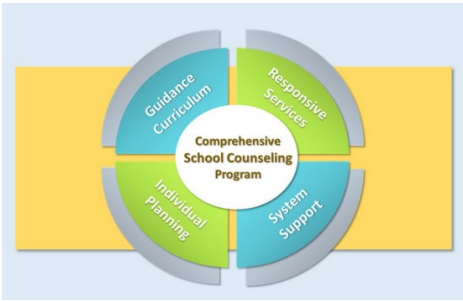 Guidance
Curriculum
Responsive
Services
Comprehensive
School Counseling
Program
Individual
Planning
System
Support